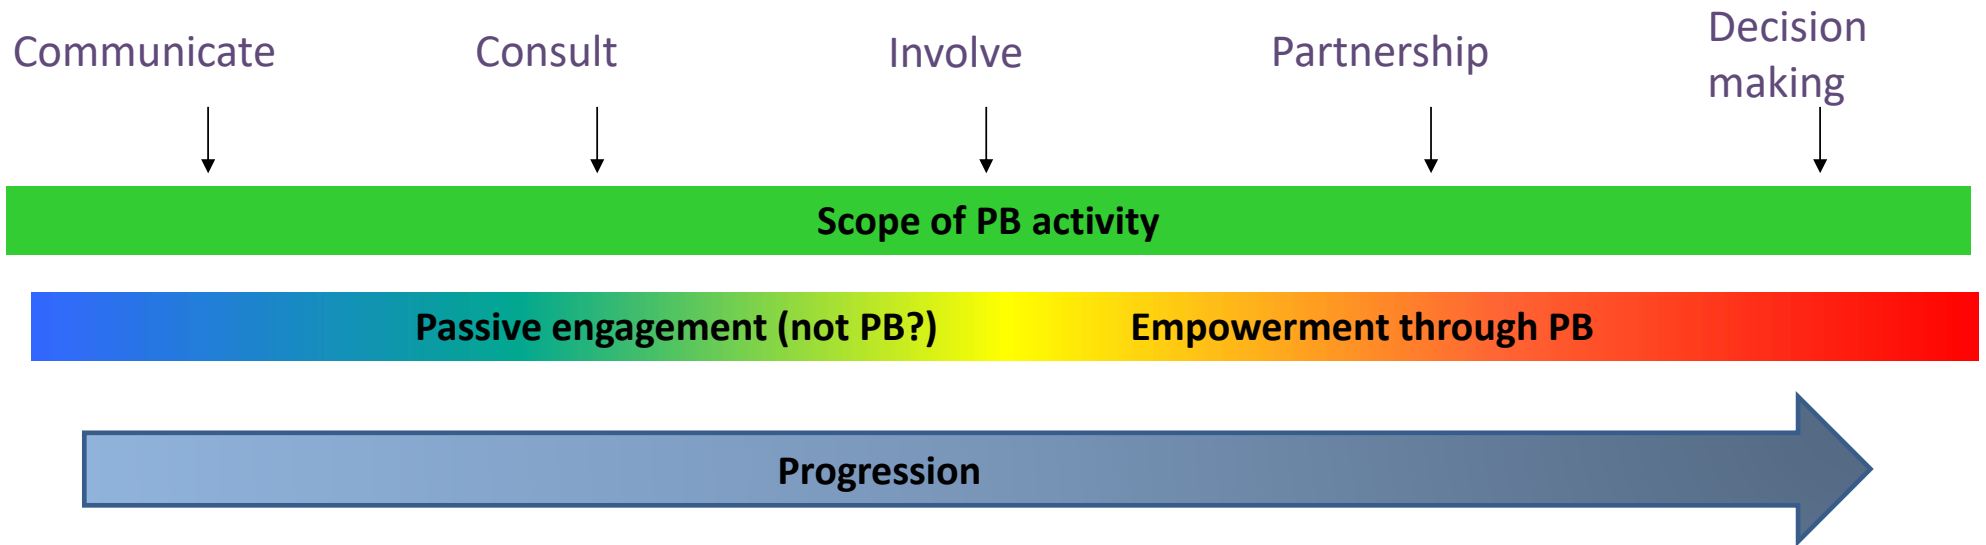 Communicate
Consult
Involve
Partnership
Decision
making
Scope of PB activity
Passive engagement (not PB?)
Empowerment through PB
Progression